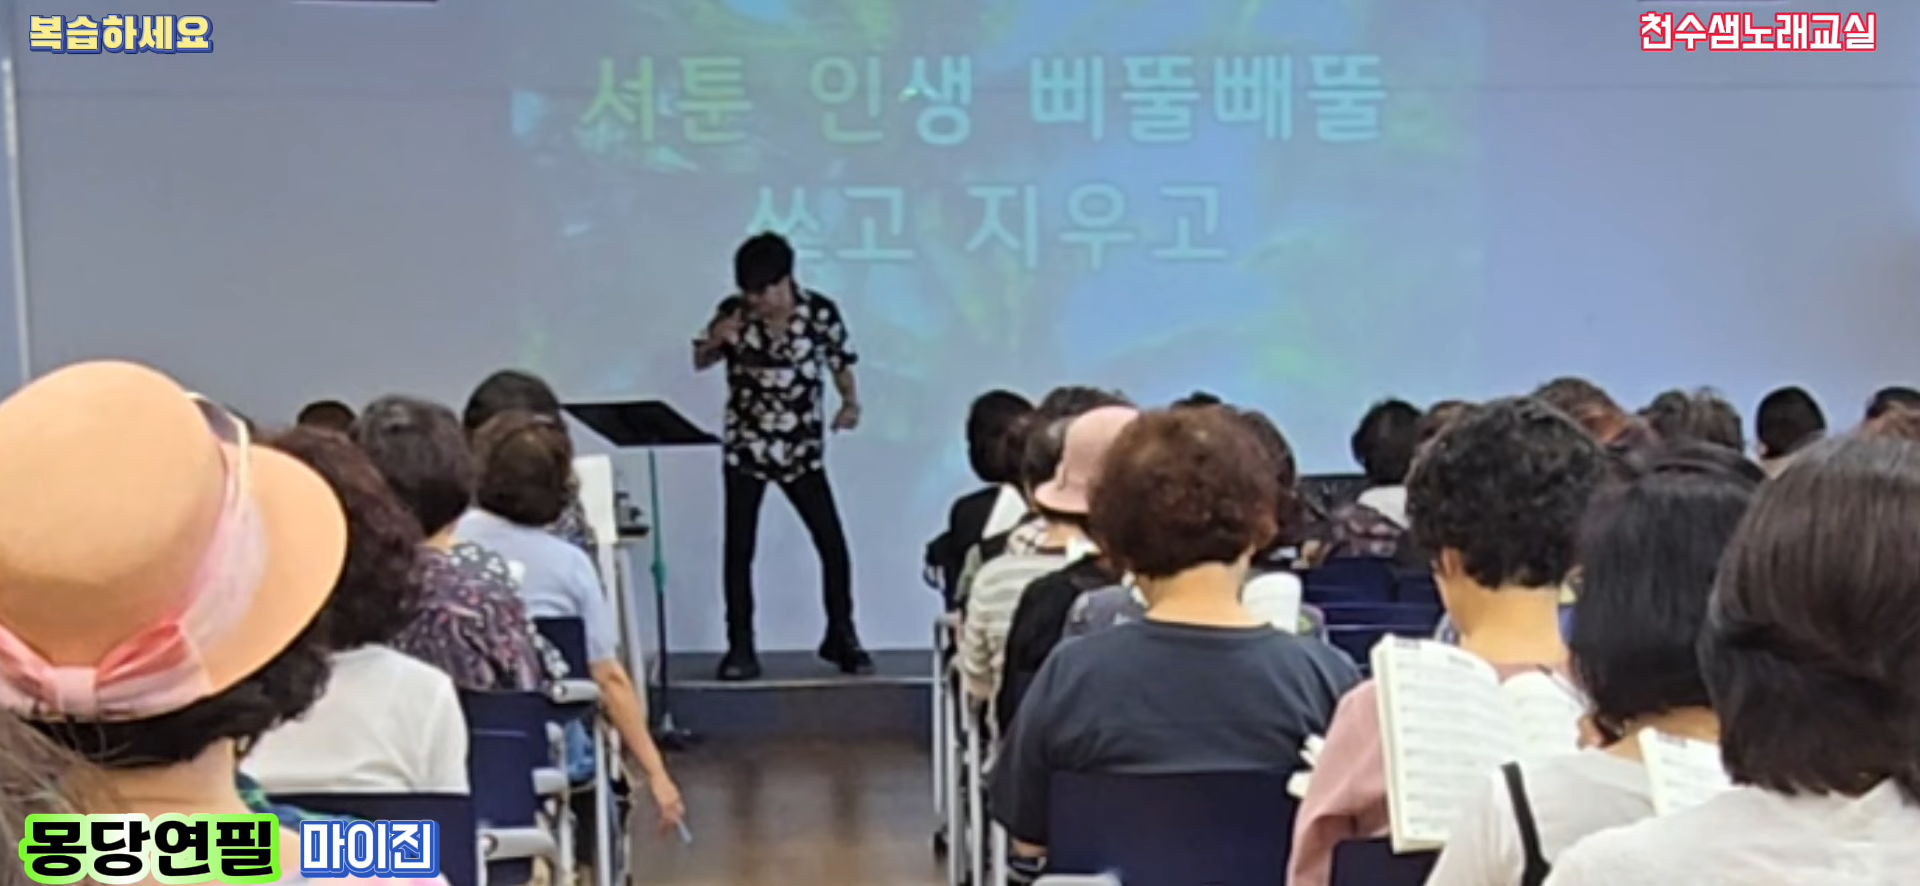 복습하세요
천수샘노래교실
서툰 인생 삐뚤빼뚤
쓰고 지우고
몽당연필 마이진